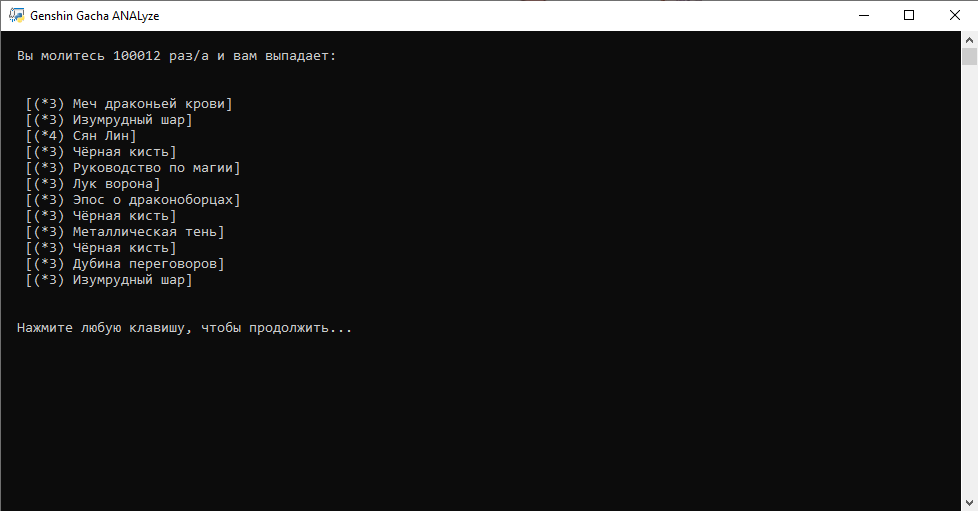 Genshin Gacha ANALyze
Вы молитесь 100012 раз/а и вам выпадает:
[(*3) Меч драконьей крови]
[(*3) Изумрудный шар]
[(*4) Сян Лин]
[(*3) Чёрная кисть]
[(*3) Руководство по магии]
[(*3) Лук ворона]
[(*3) Эпос о драконоборцах]
[(*3) Чёрная кисть]
[(*3) Металлическая тень]
[(*3) Чёрная кисть]
[(*3) Дубина переговоров]
[(*3) Изумрудный шар]
Нажмите любую клавишу, чтобы продолжить...